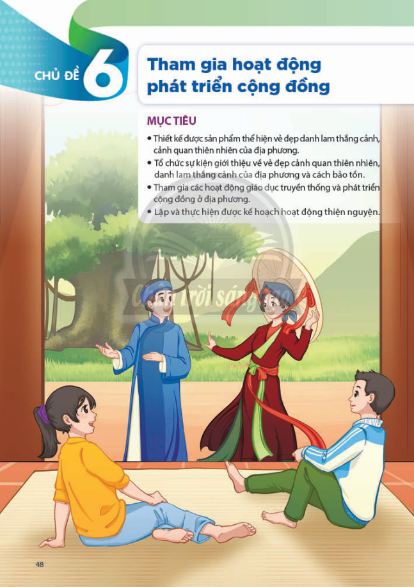 CHỦ ĐỀ 6
Tham gia hoạt động
phát triển cộng đồng
MỤC TIÊU
• Thiết kế được sản phẩm thể hiện vẻ đẹp danh lam thắng cảnh,
cảnh quan thiên nhiên của địa phương.
• Tổ chức sự kiện giới thiệu về vẻ đẹp cảnh quan thiên nhiên,
danh lam thắng cảnh của địa phương và cách bảo tồn.
• Tham gia các hoạt động giáo dục truyền thống và phát triển
cộng đồng ở địa phương.
• Lập và thực hiện được kế hoạch hoạt động thiện nguyện.
48